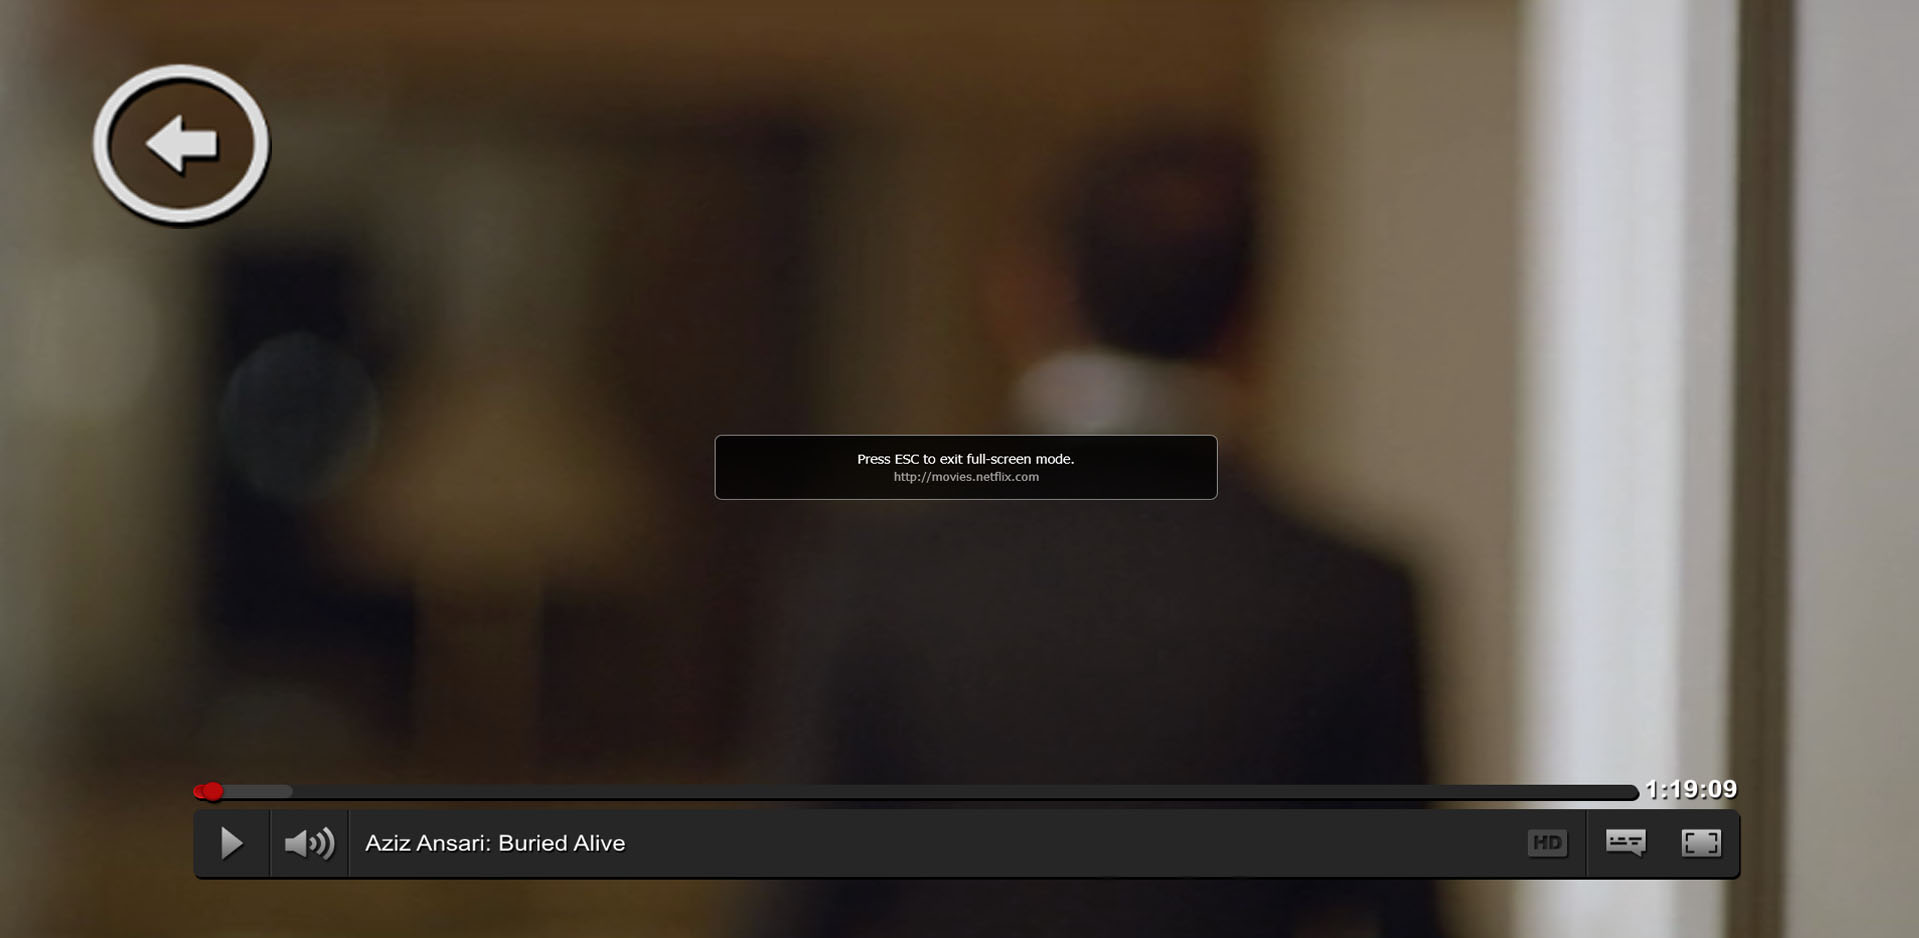 Press ESC to exit full-screen mode.
http://movies.netflix.com
1:19:09
Aziz Ansari: Buried Alive
HD